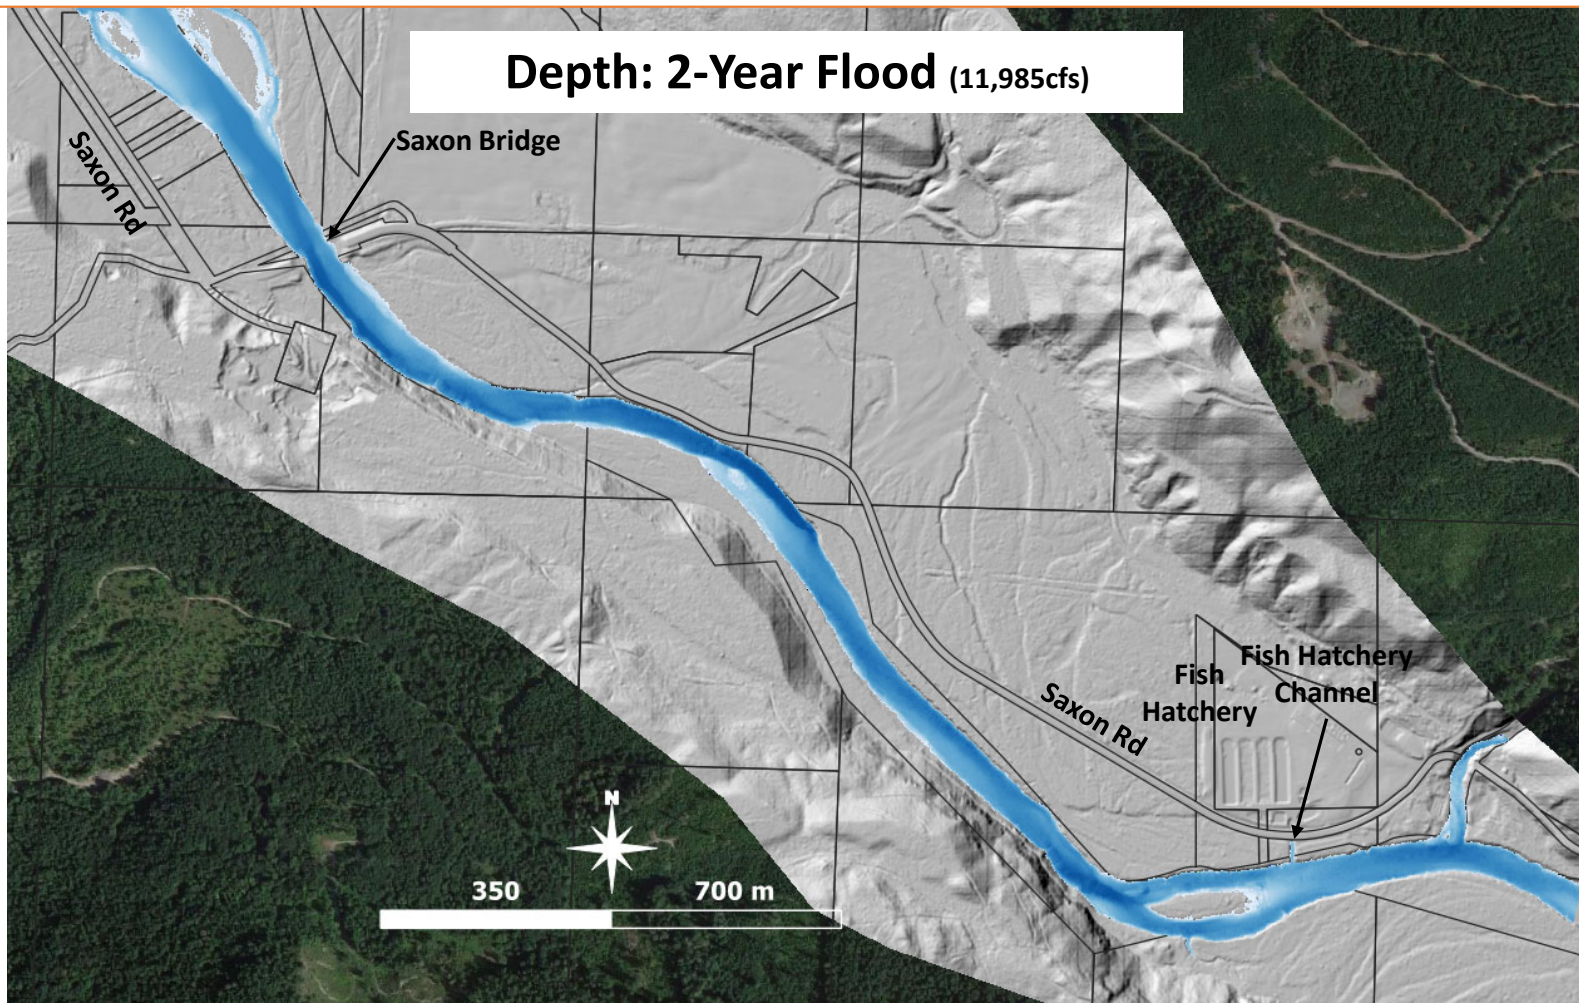 Depth: 2-Year Flood (11,985cfs)
Saxon Bridge
Saxon Rd
Fish Hatchery
Channel
Fish
Hatchery
Saxon Rd
N
350 700 m